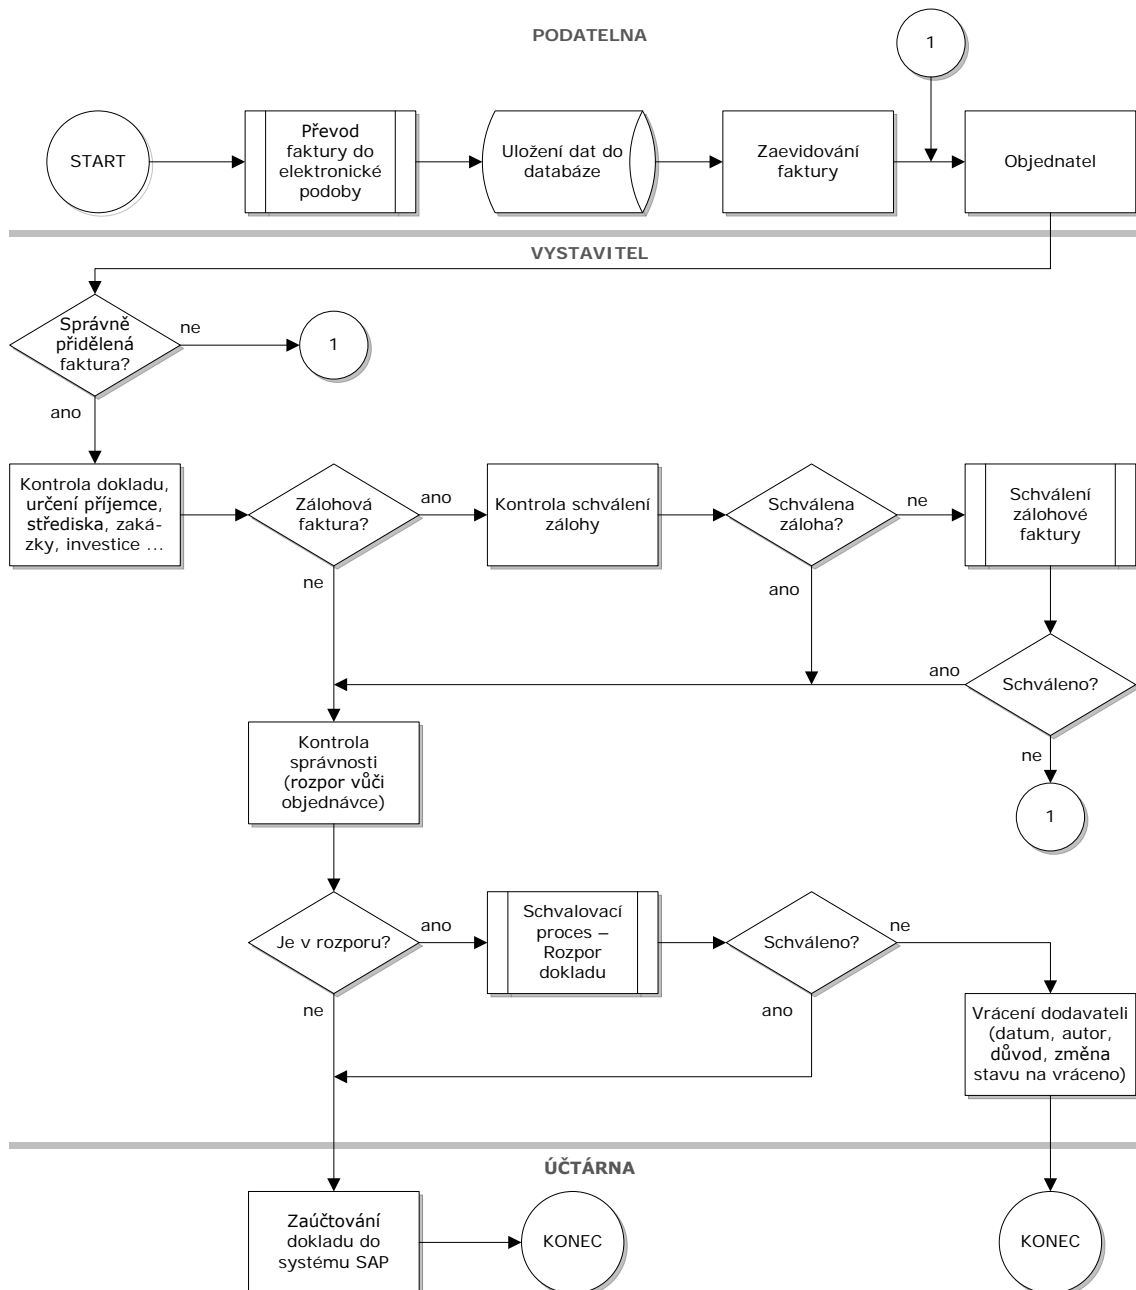 PODATELNA
1
START
Převod
faktury do
elektronické
podoby
Uložení dat do
databáze
Zaevidování
faktury
Objednatel
VYSTAVITEL
Správně
přidělená
faktura?
ne
1
ano
Kontrola dokladu,
určení příjemce,
střediska, zaká-
zky, investice ...
Zálohová
faktura?
ano
Kontrola schválení
zálohy
Schválena
záloha?
ne
Schválení
zálohové
faktury
ne
ano
Schváleno?
ano
ne
1
Kontrola
správnosti
(rozpor vůči
objednávce)
Je v rozporu?
ano
Schvalovací
proces –
Rozpor
dokladu
Schváleno?
ne
ne
ano
Vrácení dodavateli
(datum, autor,
důvod, změna
stavu na vráceno)
ÚČTÁRNA
Zaúčtování
dokladu do
systému SAP
KONEC
KONEC